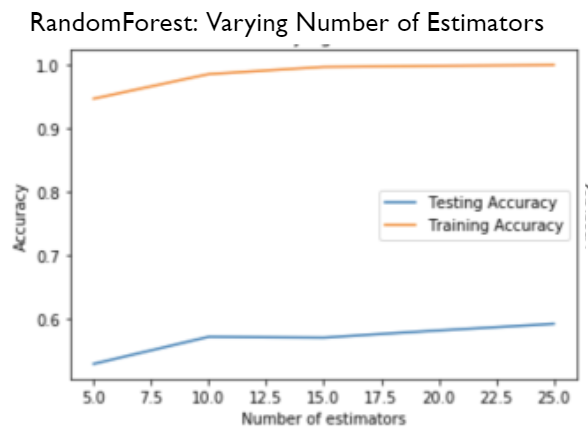 RandomForest: Varying Number of Estimators
1.0
0.9
0.8
0.7
0.6
Accuracy
Testing Accuracy
Training Accuracy
5.0 7.5 10.0 12.5 15.0 17.5 20.0 22.5 25.0
Number of estimators